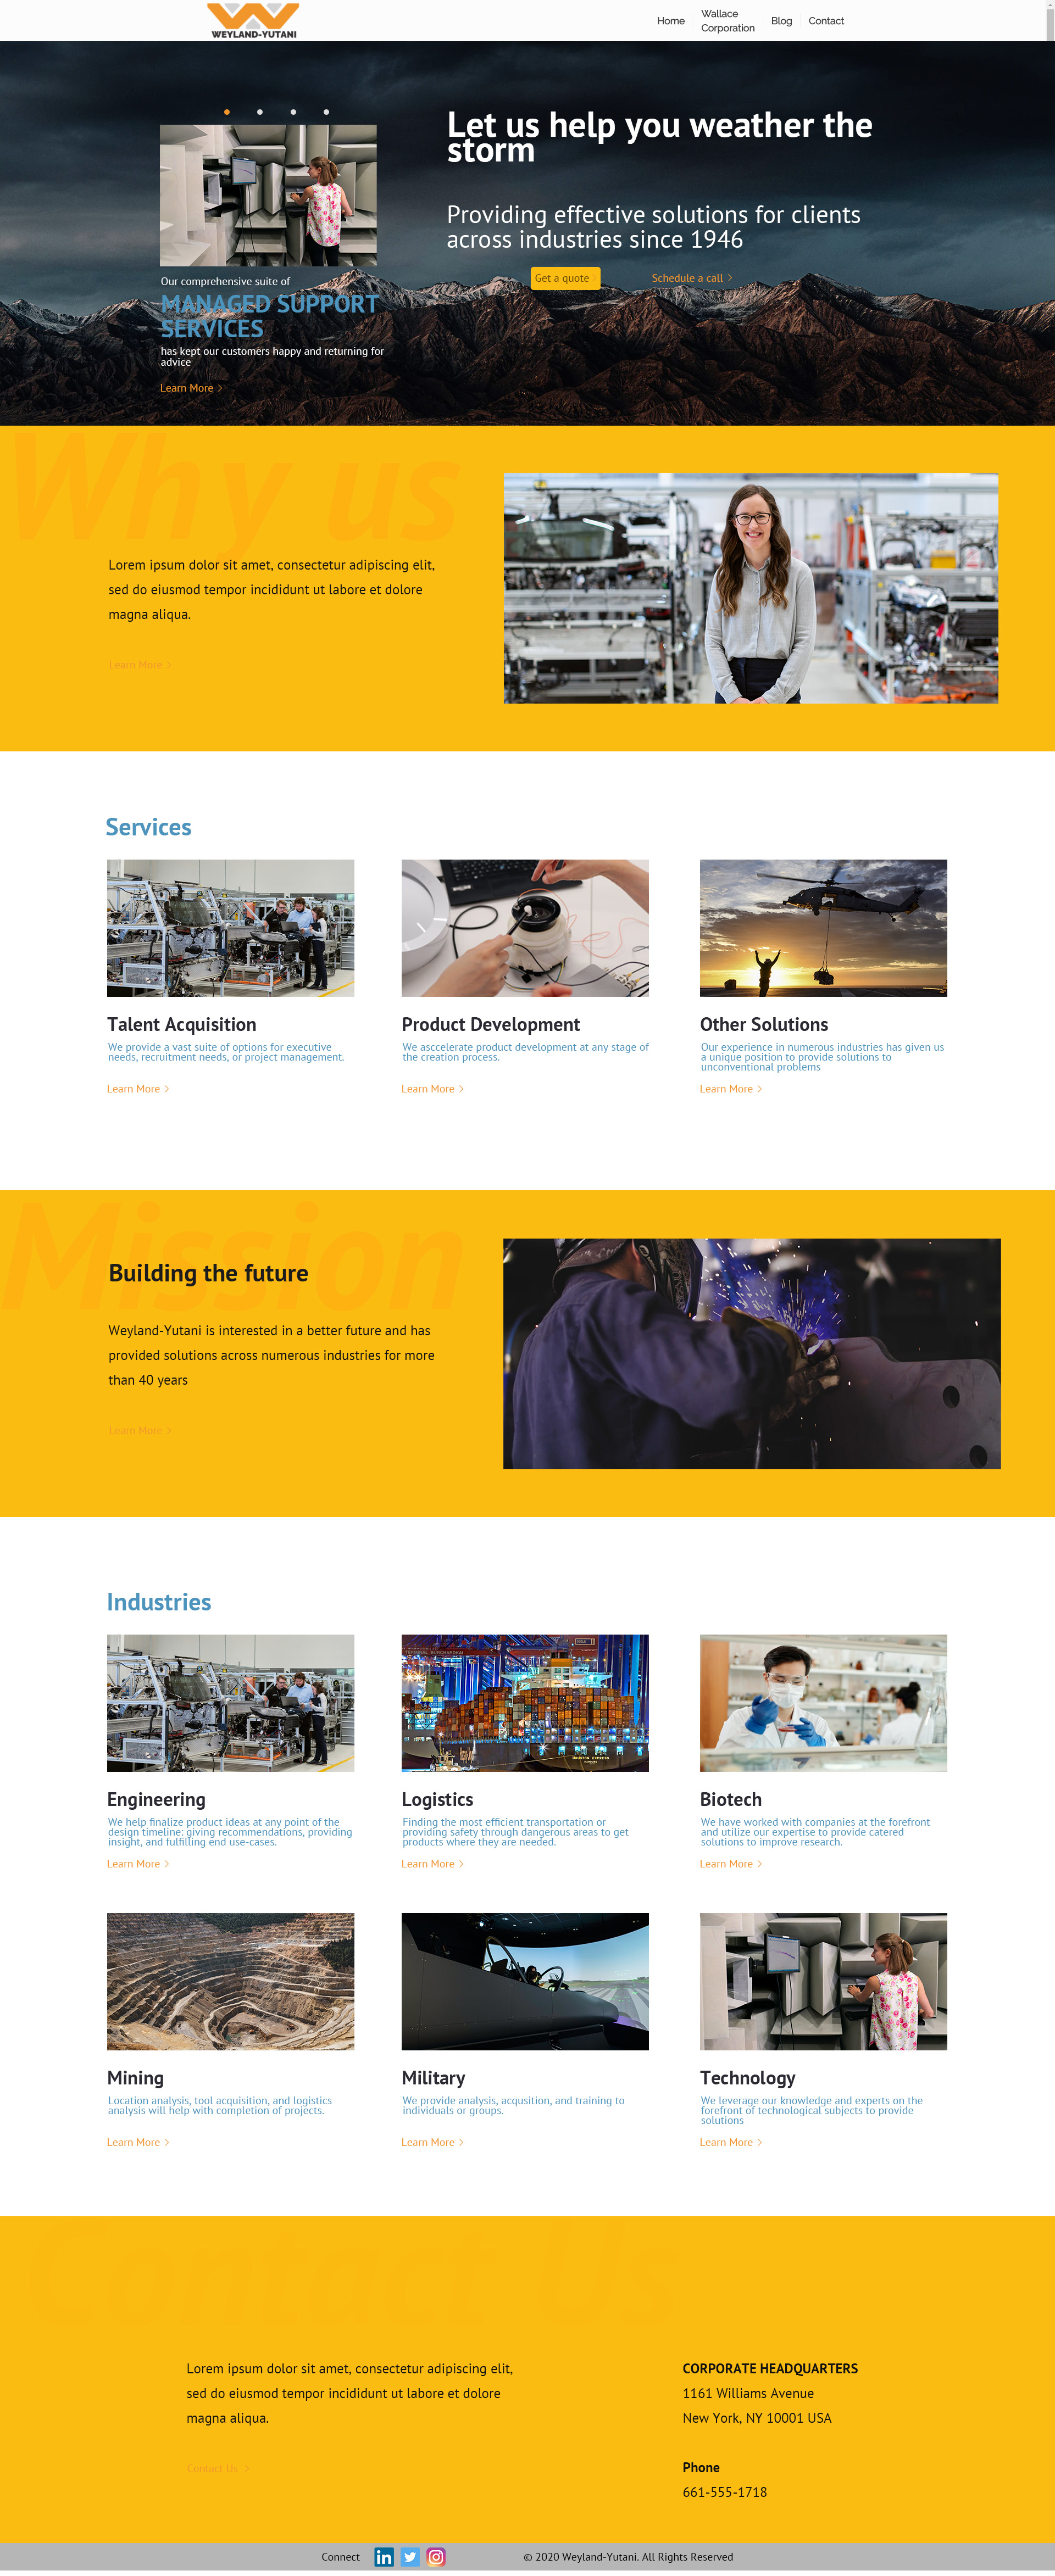 WEYLAND-YUTANI
Home
Wallace
Corporation
Blog
Contact
Let us help you weather the
storm
Providing effective solutions for clients
across industries since 1946
Get a quote
Schedule a call
Our comprehensive suite of
MANAGED SUPPORT
SERVICES
has kept our customers happy and returning for
advice
Learn More
Why us
Lorem ipsum dolor sit amet, consectetur adipiscing elit,
sed do eiusmod tempor incididunt ut labore et dolore
magna aliqua.
Learn More
Services
Talent Acquisition
We provide a vast suite of options for executive
needs, recruitment needs, or project management.
Learn More
Product Development
We asccelerate product development at any stage of
the creation process.
Learn More
Other Solutions
Our experience in numerous industries has given us
a unique position to provide solutions to
unconventional problems
Learn More
Mission
Building the future
Weyland-Yutani is interested in a better future and has
provided solutions across numerous industries for more
than 40 years
Learn More
Industries
Engineering
We help finalize product ideas at any point of the
design timeline: giving recommendations, providing
insight, and fulfilling end use-cases.
Learn More
Logistics
Finding the most efficient transportation or
providing safety through dangerous areas to get
products where they are needed.
Learn More
Biotech
We have worked with companies at the forefront
and utilize our expertise to provide catered
solutions to improve research.
Learn More
Mining
Location analysis, tool acquisition, and logistics
analysis will help with completion of projects.
Learn More
Military
We provide analysis, acqusition, and training to
individuals or groups.
Learn More
Technology
We leverage our knowledge and experts on the
forefront of technological subjects to provide
solutions
Learn More
Contact Us
Lorem ipsum dolor sit amet, consectetur adipiscing elit,
sed do eiusmod tempor incididunt ut labore et dolore
magna aliqua.
Contact Us
CORPORATE HEADQUARTERS
1161 Williams Avenue
New York, NY 10001 USA
Phone
661-555-1718
Connect
© 2020 Weyland-Yutani. All Rights Reserved